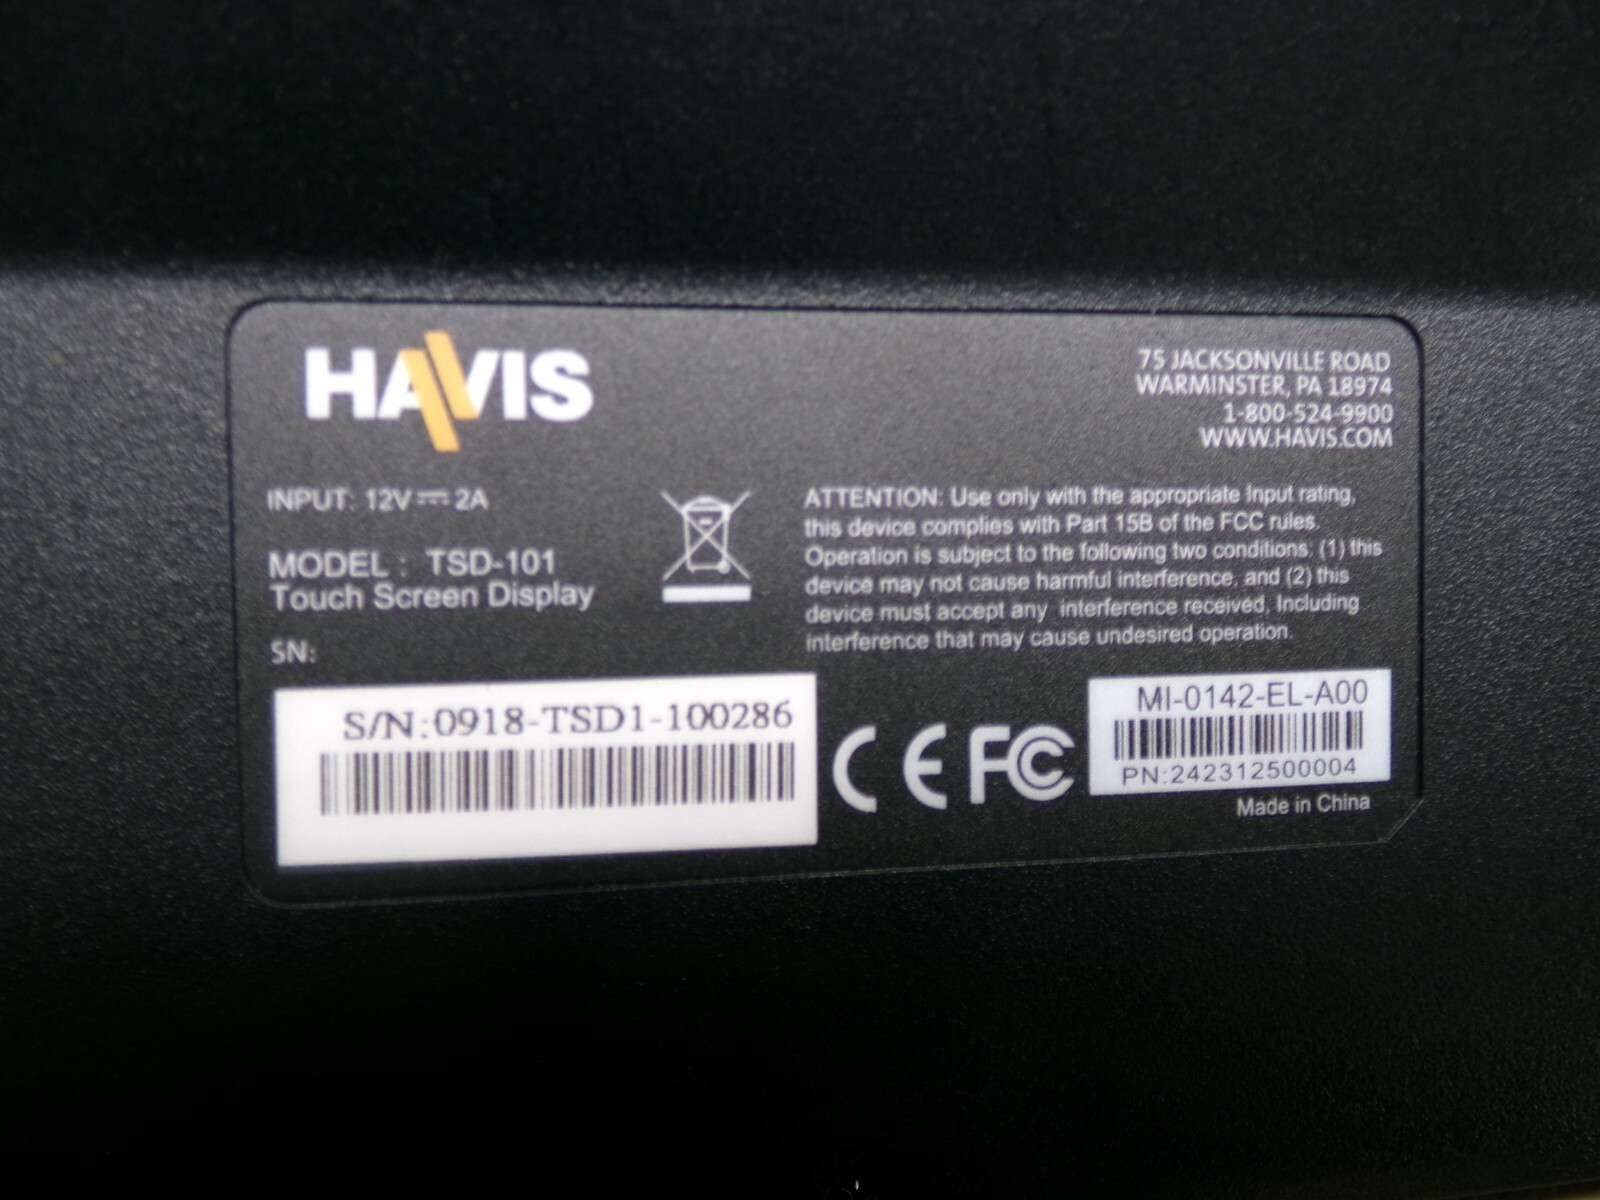 HAVIS
75 JACKSONVILLE ROAD
WARMINSTER, PA 18974
1-800-524-9900
WWW.HAVIS.COM
INPUT: 12V⎓2A
MODEL : TSD-101
Touch Screen Display
SN:
S/N:0918-TSD1-100286
ATTENTION: Use only with the appropriate Input rating,
this device complies with Part 15B of the FCC rules.
Operation is subject to the following two conditions: (1) this
device may not cause harmful interference, and (2) this
device must accept any interference received, Including
interference that may cause undesired operation.
CE FC
MI-0142-EL-A00
PN:242312500004
Made in China